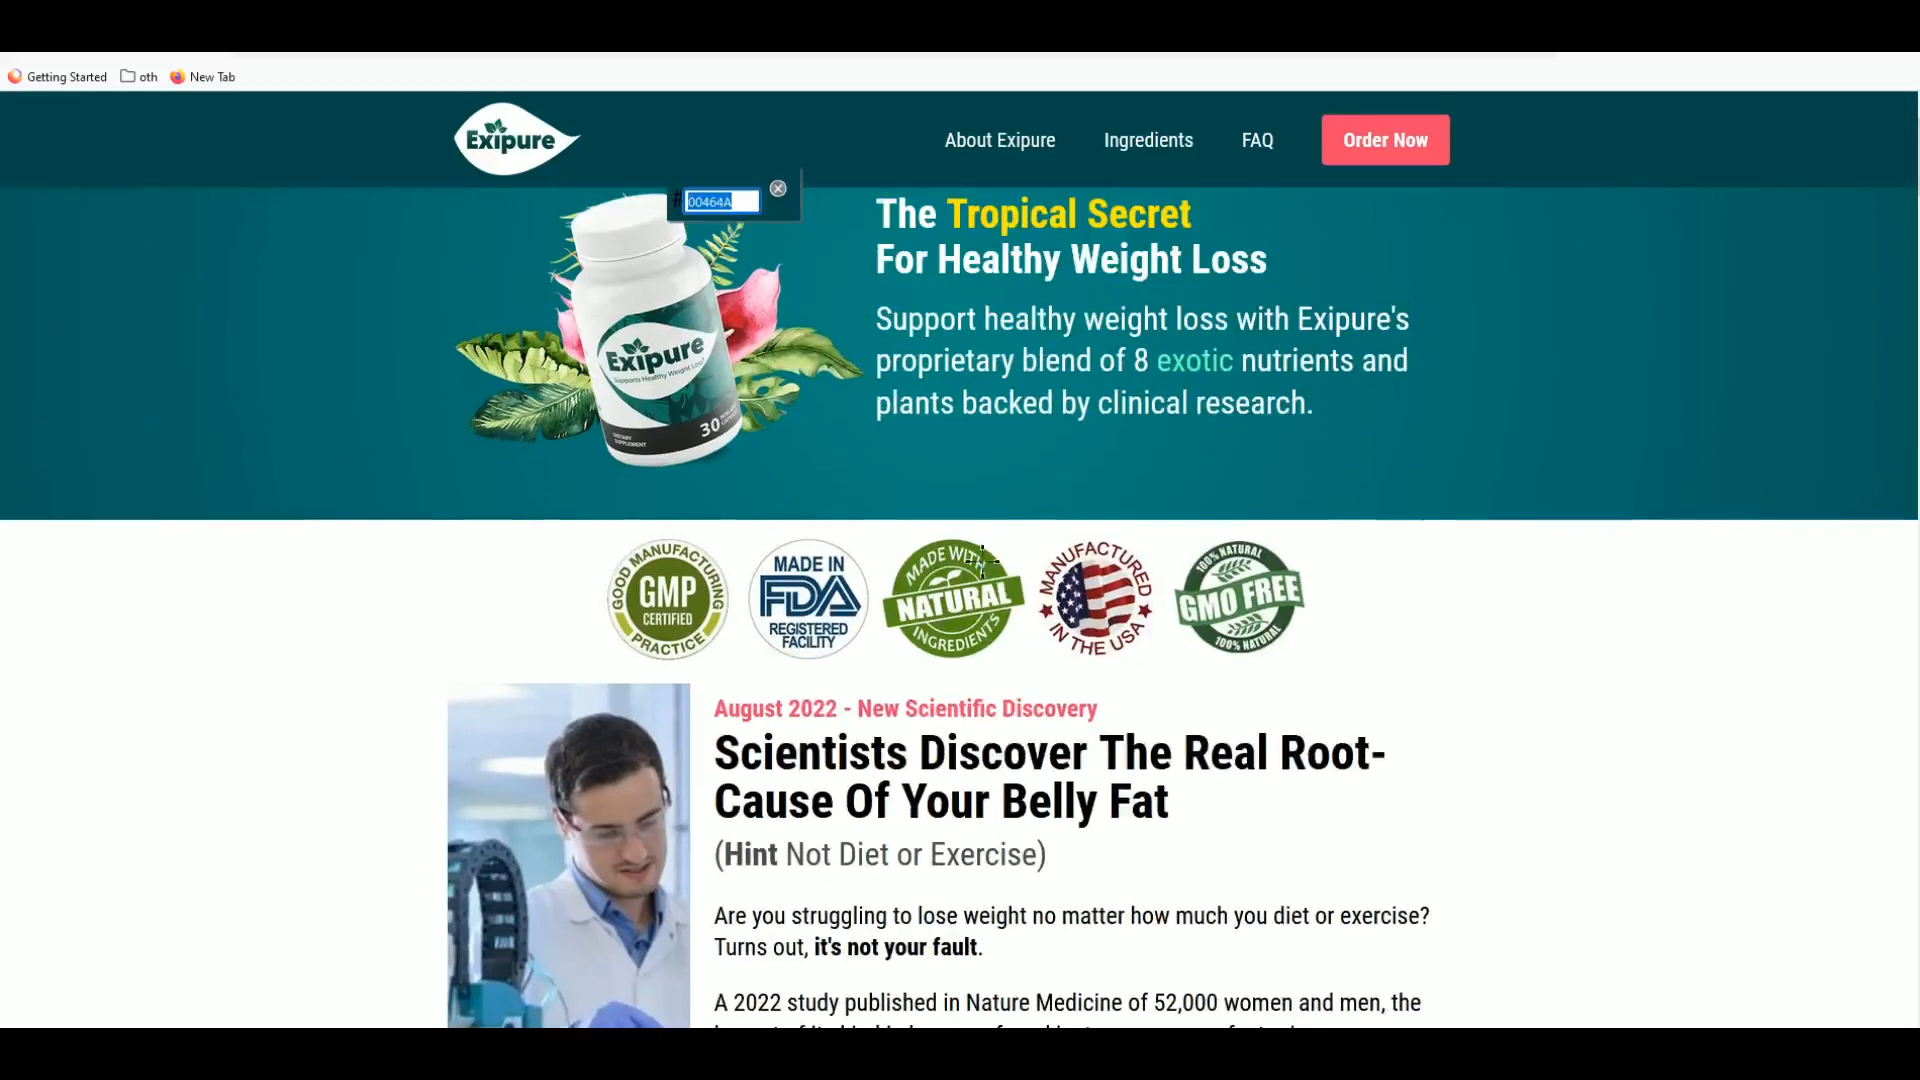 Getting Started oth New Tab
Exipure
About Exipure Ingredients FAQ Order Now
# 00464A
The Tropical Secret
For Healthy Weight Loss
Support healthy weight loss with Exipure's
proprietary blend of 8 exotic nutrients and
plants backed by clinical research.
Exipure
Supports Healthy Weight Loss
DIETARY
SUPPLEMENT
30
GOOD MANUFACTURING
GMP
CERTIFIED
PRACTICE
MADE IN
FDA
REGISTERED
FACILITY
MADE WITH
NATURAL
INGREDIENTS
MANUFACTURED
IN THE USA
100% NATURAL
GMO FREE
100% NATURAL
August 2022 - New Scientific Discovery
Scientists Discover The Real Root-
Cause Of Your Belly Fat
(Hint Not Diet or Exercise)
Are you struggling to lose weight no matter how much you diet or exercise?
Turns out, it's not your fault.
A 2022 study published in Nature Medicine of 52,000 women and men, the